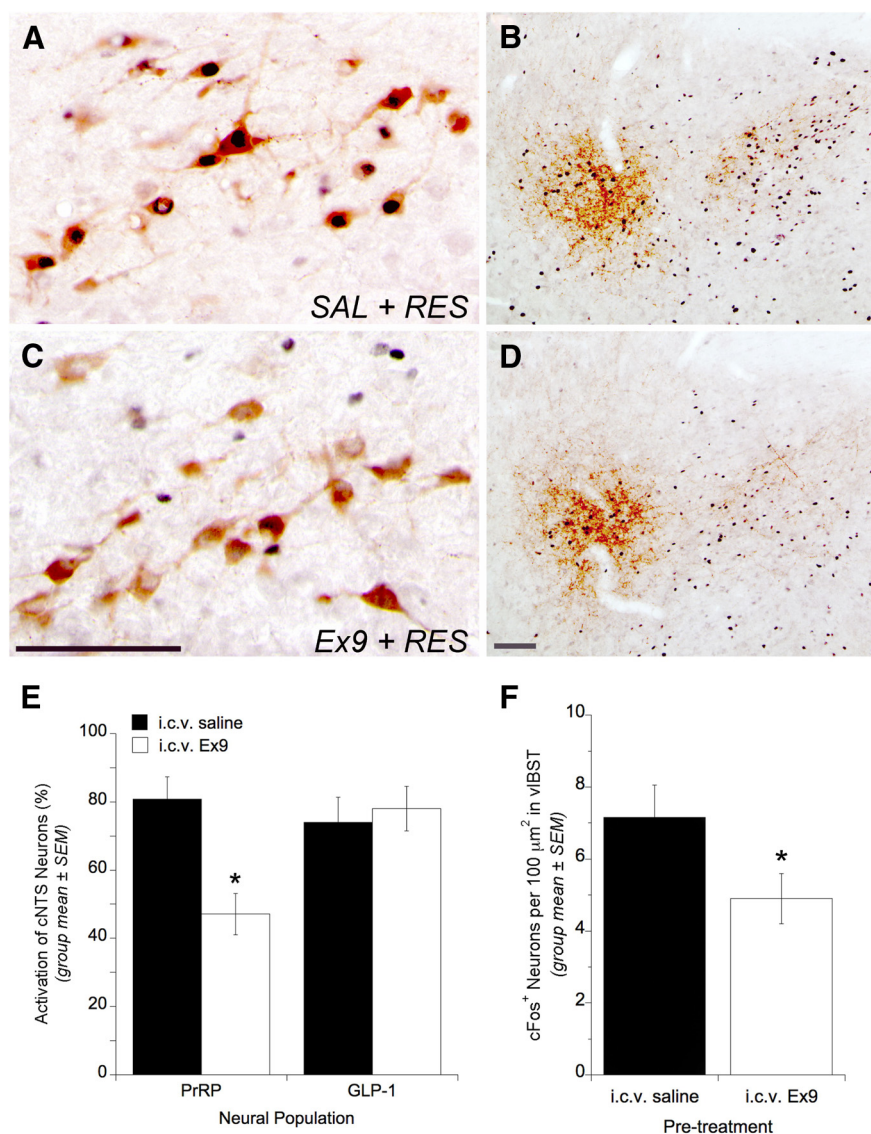 A
B
SAL + RES
C
D
Ex9 + RES
E
F
i.c.v. saline
i.c.v. Ex9
Activation of cNTS Neurons (%)
(group mean ± SEM)
100
80
60
40
20
80
100
*
PrRP
GLP-1
Neural Population
cFos+ Neurons per 100 μm2 in vlBST
(group mean ± SEM)
10
8
6
4
2
0
*
i.c.v. saline
i.c.v. Ex9
Pre-treatment